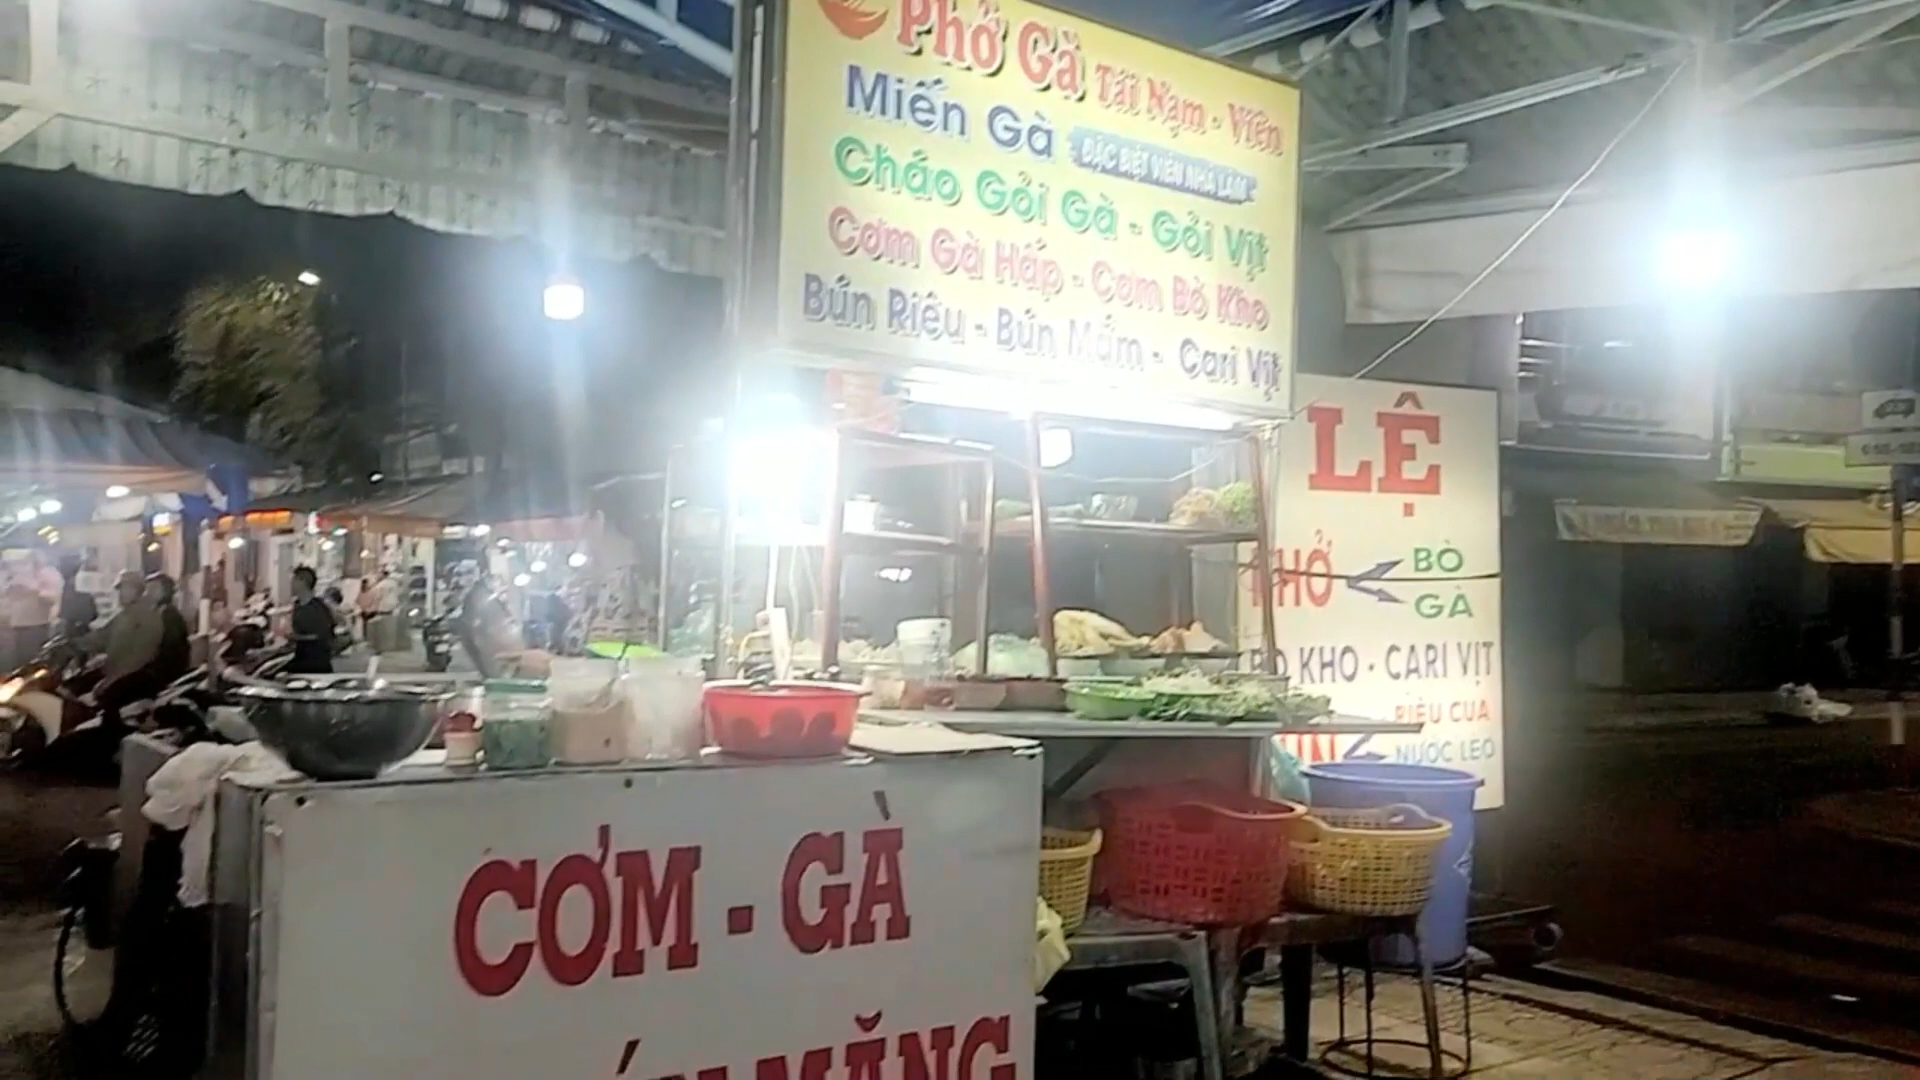 Phở Gà Tái Nạm - Viên
Miến Gà - ĐẶC BIỆT VIÊN NHÀ LÀM -
Cháo Gỏi Gà - Gỏi Vịt
Cơm Gà Hấp - Cơm Bò Kho
Bún Riêu - Bún Mắm - Cari Vịt
LỆ
PHỞ BÒ
GÀ
BÒ KHO - CARI VỊT
RIÊU CUA
NƯỚC LÈO
CƠM - GÀ
MĂNG